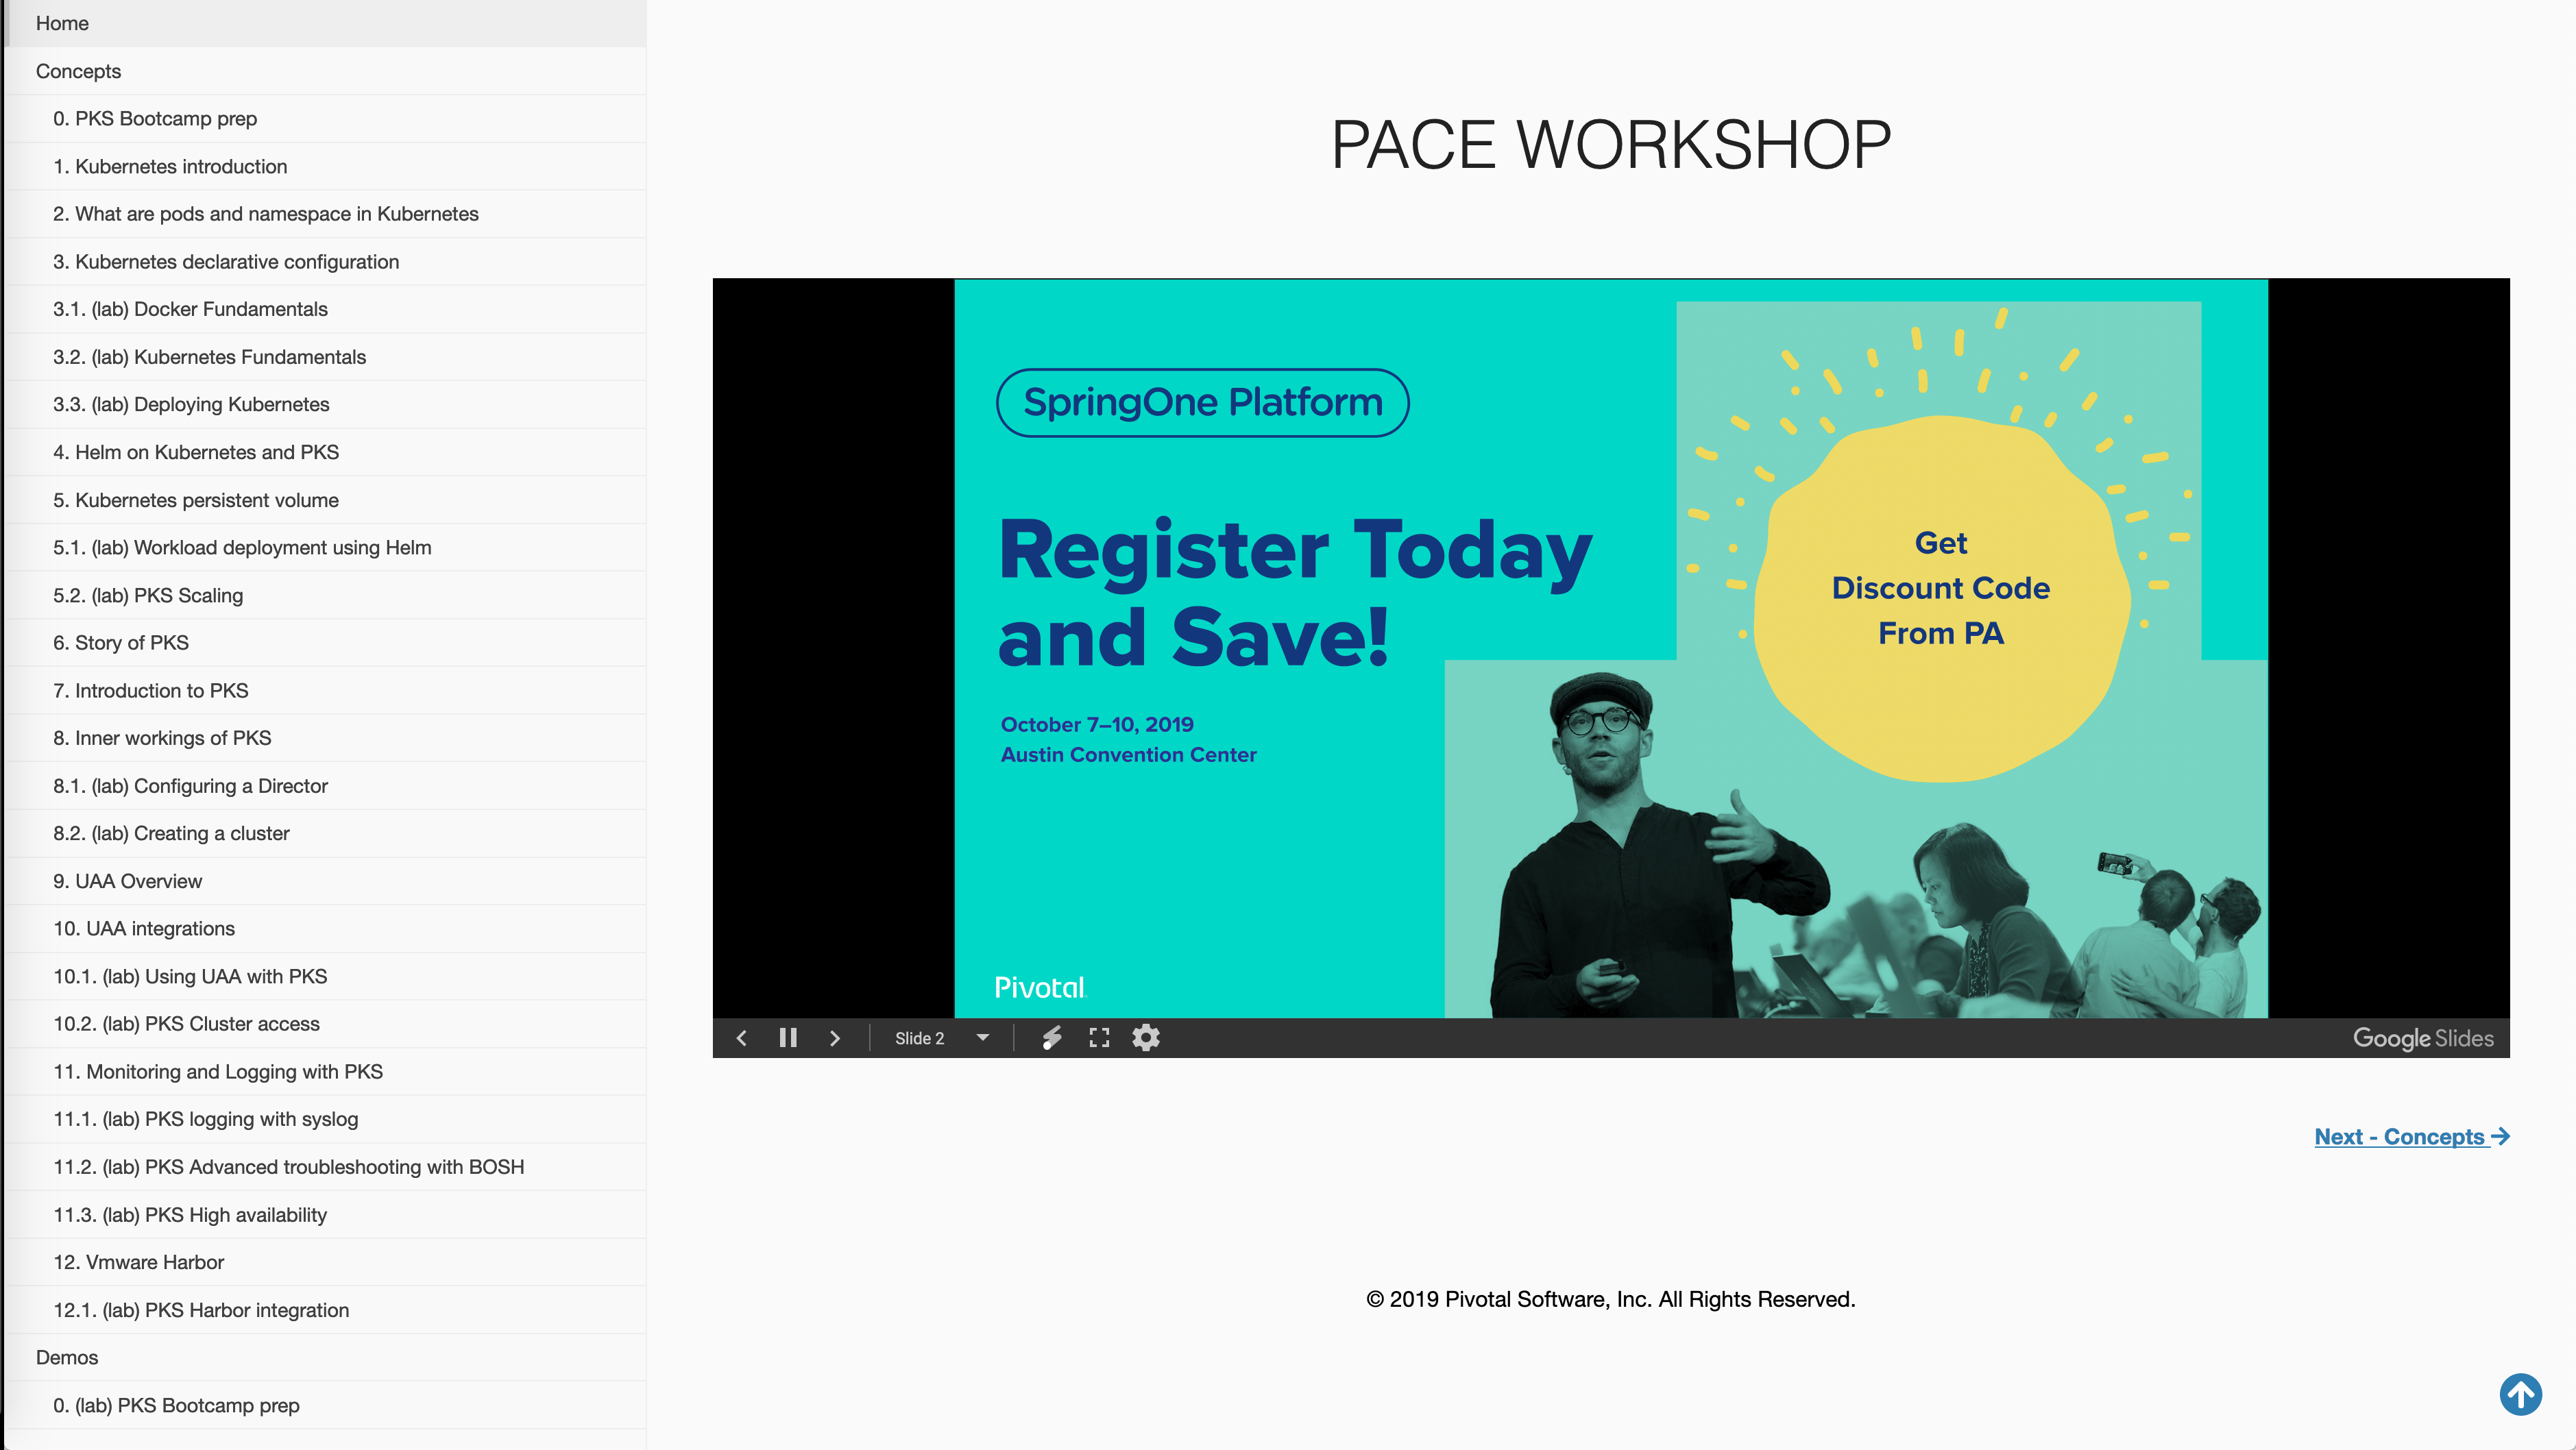 Home
Concepts
0. PKS Bootcamp prep
1. Kubernetes introduction
2. What are pods and namespace in Kubernetes
3. Kubernetes declarative configuration
3.1. (lab) Docker Fundamentals
3.2. (lab) Kubernetes Fundamentals
3.3. (lab) Deploying Kubernetes
4. Helm on Kubernetes and PKS
5. Kubernetes persistent volume
5.1. (lab) Workload deployment using Helm
5.2. (lab) PKS Scaling
6. Story of PKS
7. Introduction to PKS
8. Inner workings of PKS
8.1. (lab) Configuring a Director
8.2. (lab) Creating a cluster
9. UAA Overview
10. UAA integrations
10.1. (lab) Using UAA with PKS
10.2. (lab) PKS Cluster access
11. Monitoring and Logging with PKS
11.1. (lab) PKS logging with syslog
11.2. (lab) PKS Advanced troubleshooting with BOSH
11.3. (lab) PKS High availability
12. Vmware Harbor
12.1. (lab) PKS Harbor integration
Demos
0. (lab) PKS Bootcamp prep
PACE WORKSHOP
SpringOne Platform
Register Today
and Save!
October 7–10, 2019
Austin Convention Center
Get
Discount Code
From PA
Pivotal
Slide 2
Google Slides
Next - Concepts
© 2019 Pivotal Software, Inc. All Rights Reserved.